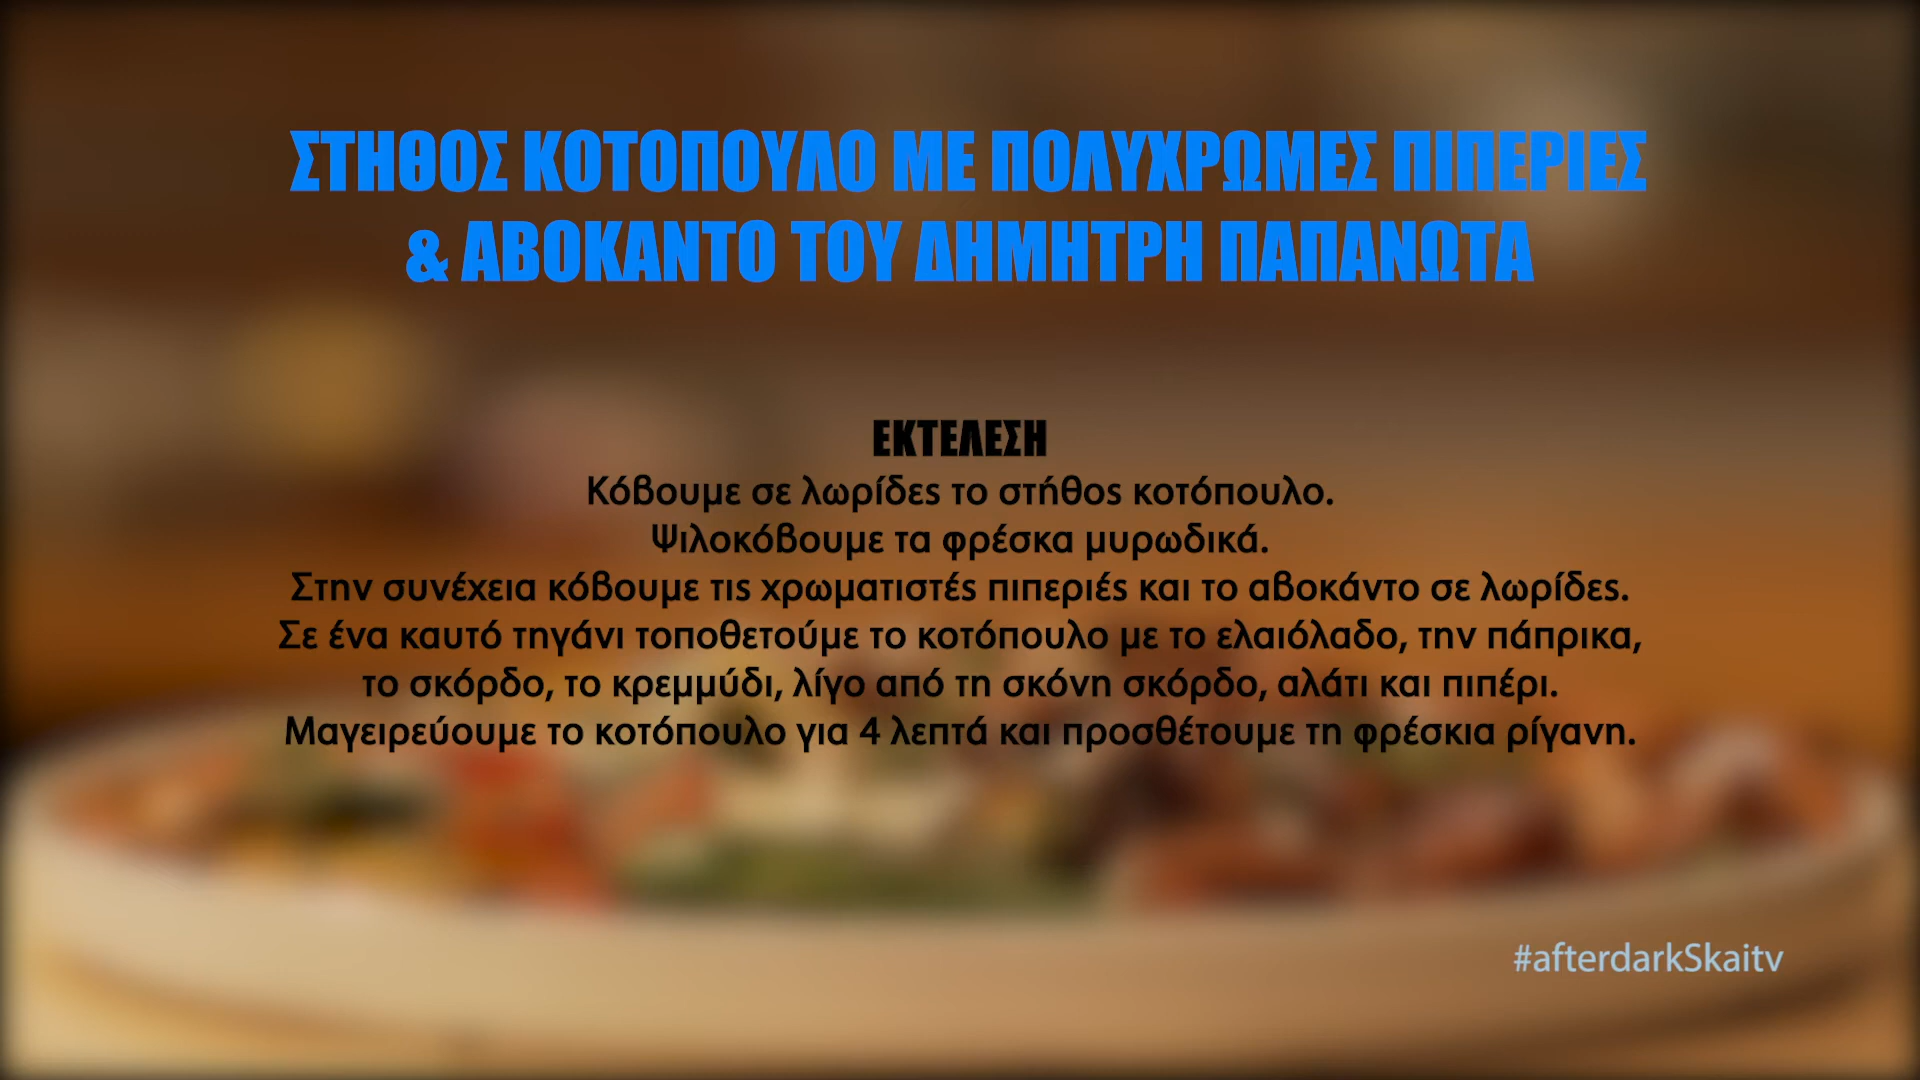 ΣΤΗΘΟΣ ΚΟΤΟΠΟΥΛΟ ΜΕ ΠΟΛΥΧΡΩΜΕΣ ΠΙΠΕΡΙΕΣ
& ΑΒΟΚΑΝΤΟ ΤΟΥ ΔΗΜΗΤΡΗ ΠΑΠΑΝΩΤΑ
ΕΚΤΕΛΕΣΗ
Κόβουμε σε λωρίδες το στήθος κοτόπουλο.
Ψιλοκόβουμε τα φρέσκα μυρωδικά.
Στην συνέχεια κόβουμε τις χρωματιστές πιπεριές και το αβοκάντο σε λωρίδες.
Σε ένα καυτό τηγάνι τοποθετούμε το κοτόπουλο με το ελαιόλαδο, την πάπρικα,
το σκόρδο, το κρεμμύδι, λίγο από τη σκόνη σκόρδο, αλάτι και πιπέρι.
Μαγειρεύουμε το κοτόπουλο για 4 λεπτά και προσθέτουμε τη φρέσκια ρίγανη.
#afterdarkSkaitv